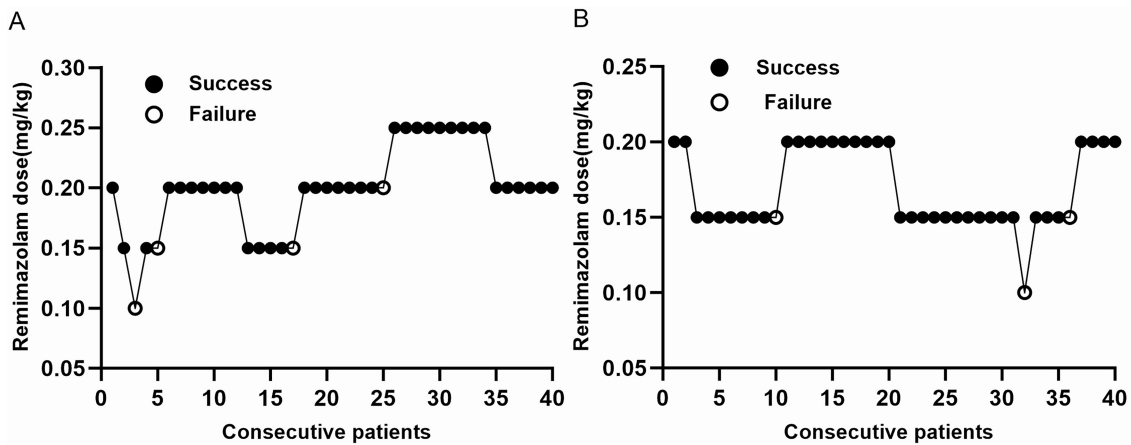 A
0.30
0.25
0.20
0.15
0.10
0.05
Remimazolam dose(mg/kg)
Success
Failure
0 5 10 15 20 25 30 35 40
Consecutive patients
B
0.25
0.20
0.15
0.10
0.05
Remimazolam dose(mg/kg)
Success
Failure
0 5 10 15 20 25 30 35 40
Consecutive patients